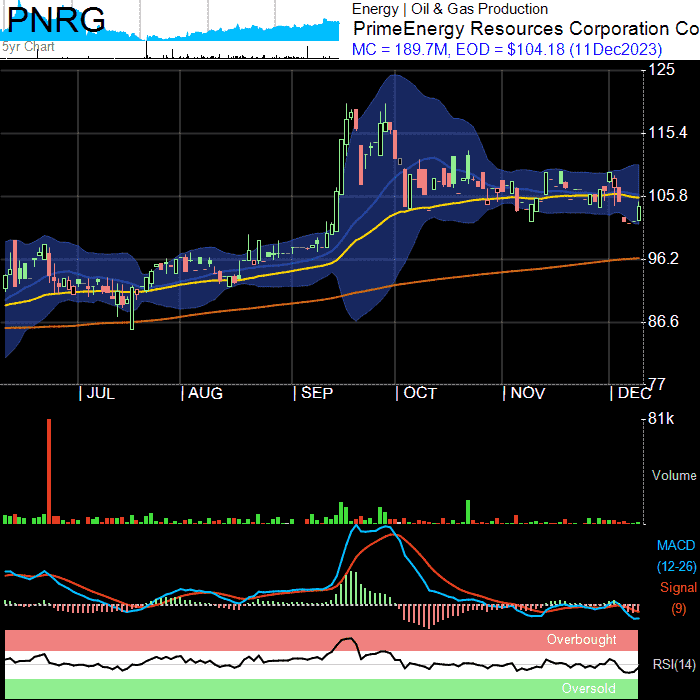 PNRG
5yr Chart
Energy | Oil & Gas Production
PrimeEnergy Resources Corporation Co
MC = 189.7M, EOD = $104.18 (11Dec2023)
125
115.4
105.8
96.2
86.6
77
JUL AUG SEP OCT NOV DEC
81k
Volume
MACD
(12-26)
Signal
(9)
Overbought
RSI(14)
Oversold